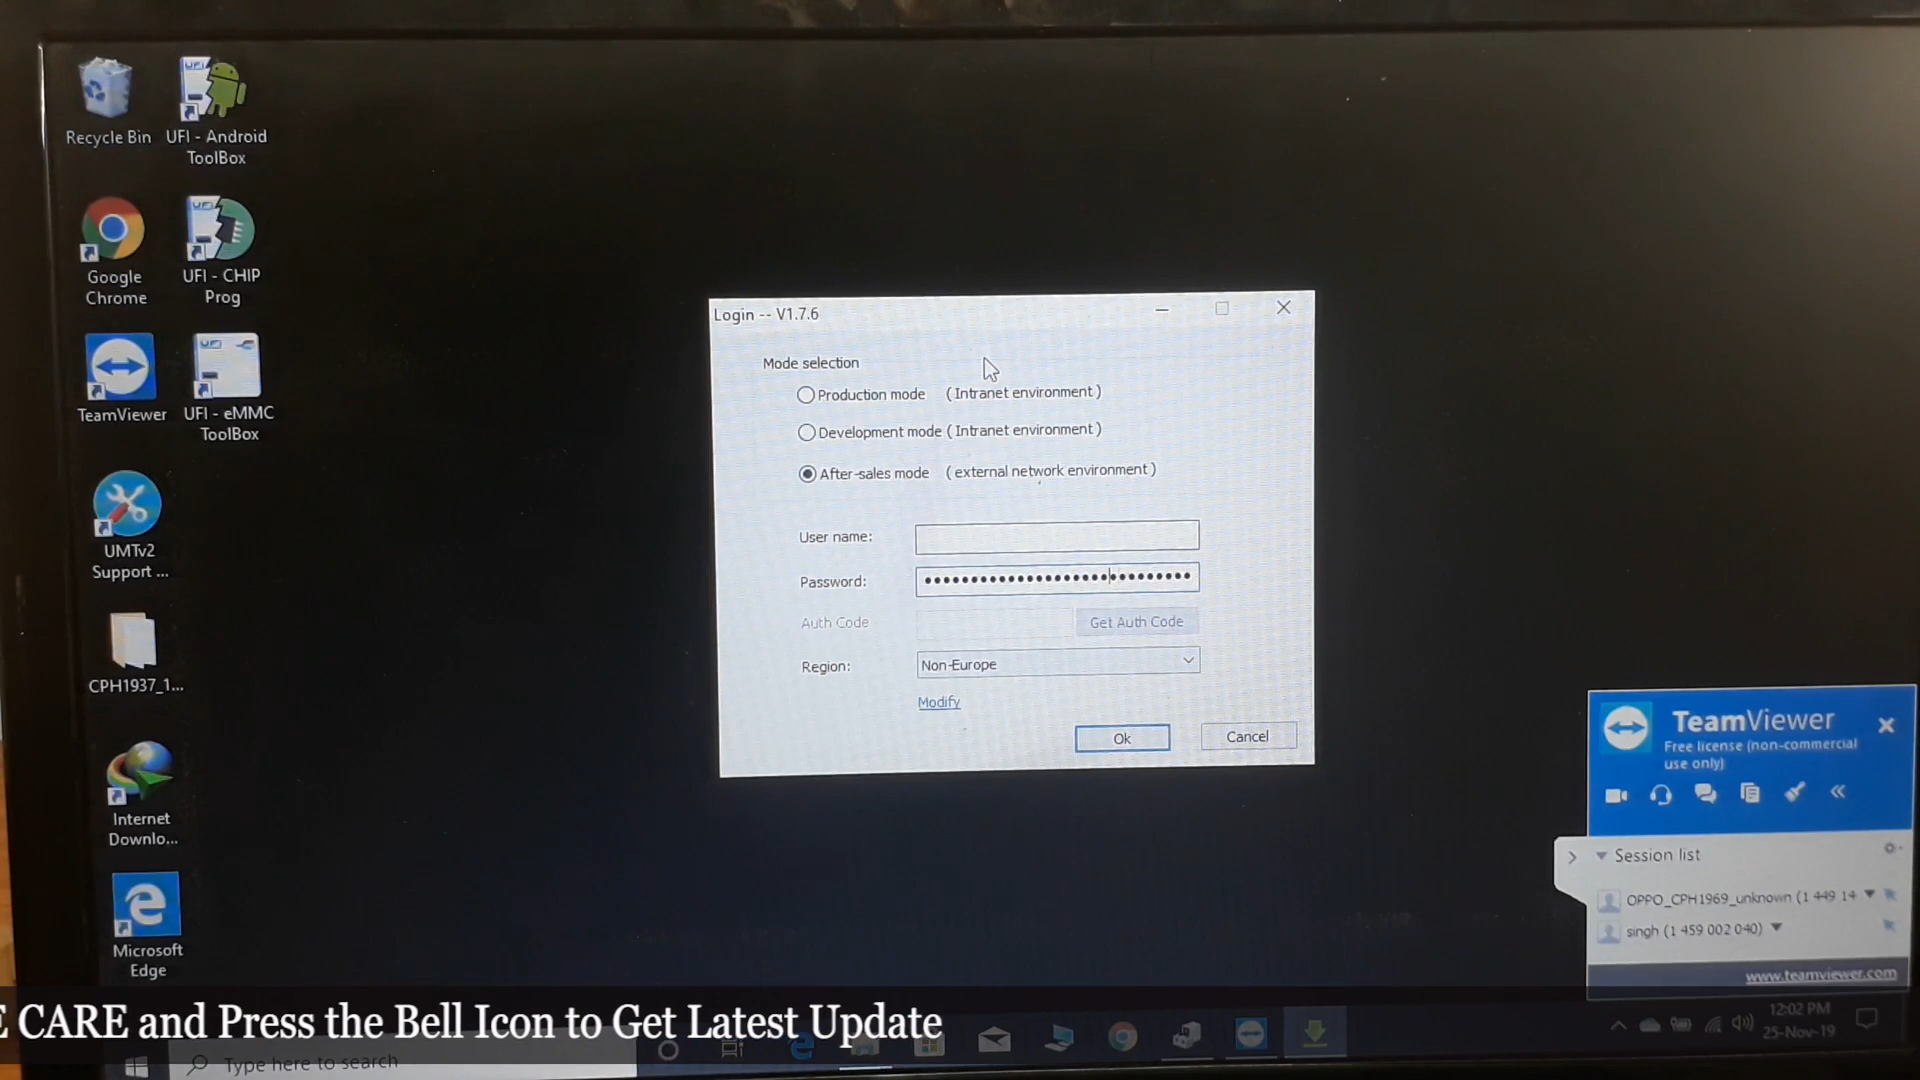 Recycle Bin
UFI - Android
ToolBox
Google
Chrome
UFI - CHIP
Prog
TeamViewer
UFI - eMMC
ToolBox
UMTv2
Support ...
CPH1937_1...
Internet
Downlo...
Microsoft
Edge
Login -- V1.7.6
Mode selection
Production mode ( Intranet environment )
Development mode ( Intranet environment )
After-sales mode ( external network environment )
User name:
Password:
Auth Code
Get Auth Code
Region:
Non-Europe
Modify
Ok
Cancel
TeamViewer
Free license (non-commercial
use only)
Session list
OPPO_CPH1969_unknown (1 449 14
singh (1 459 002 040)
www.teamviewer.com
E CARE and Press the Bell Icon to Get Latest Update
Type here to search
12:02 PM
25-Nov-19